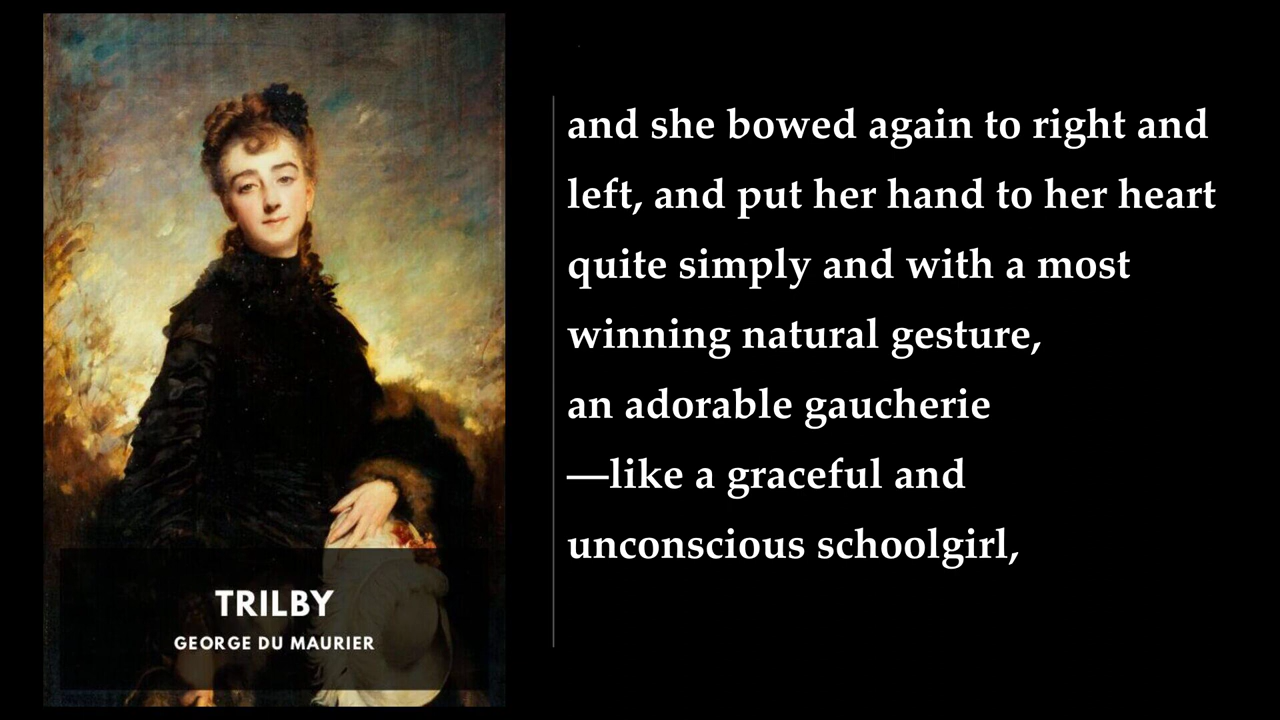 TRILBY
GEORGE DU MAURIER
and she bowed again to right and
left, and put her hand to her heart
quite simply and with a most
winning natural gesture,
an adorable gaucherie
—like a graceful and
unconscious schoolgirl,